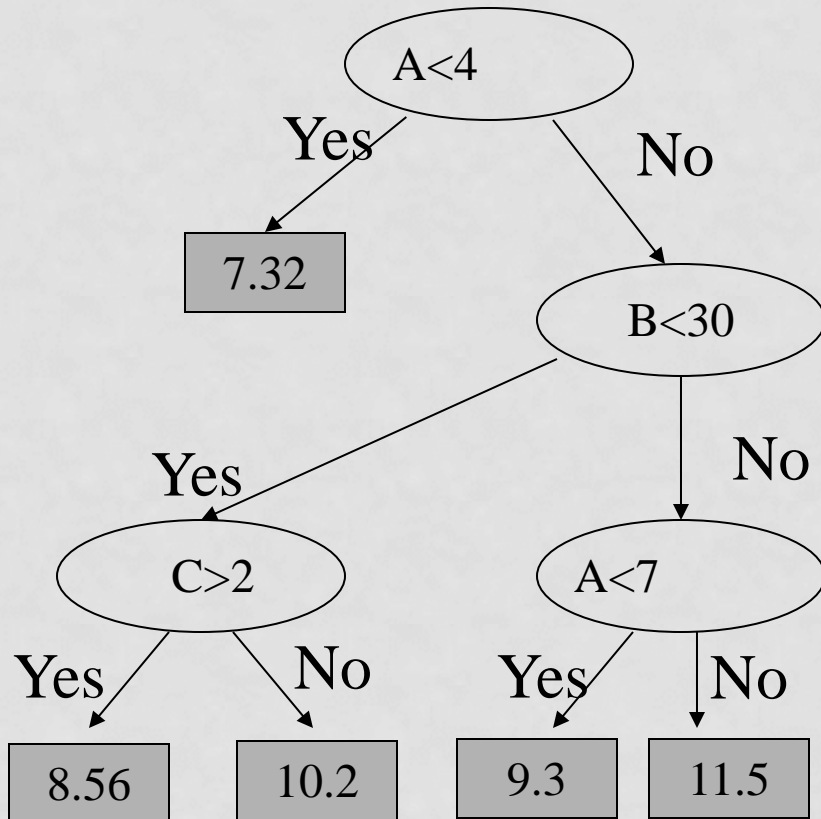 A<4
Yes
No
7.32
B<30
Yes
No
C>2
A<7
Yes
No
Yes
No
8.56
10.2
9.3
11.5